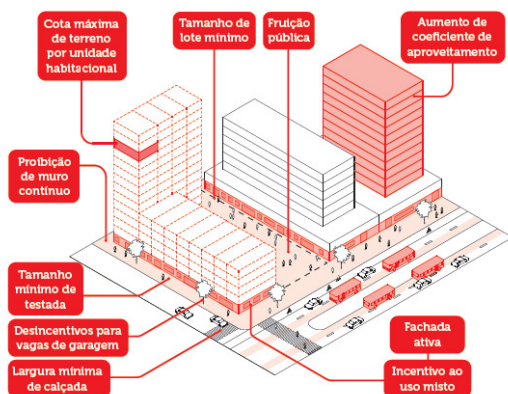 Cota máxima
de terreno
por unidade
habitacional
Tamanho de
lote mínimo
Fruição
pública
Aumento de
coeficiente de
aproveitamento
Proibição
de muro
contínuo
Tamanho
mínimo de
testada
Desincentivos para
vagas de garagem
Largura mínima
de calçada
Fachada
ativa
Incentivo ao
uso misto